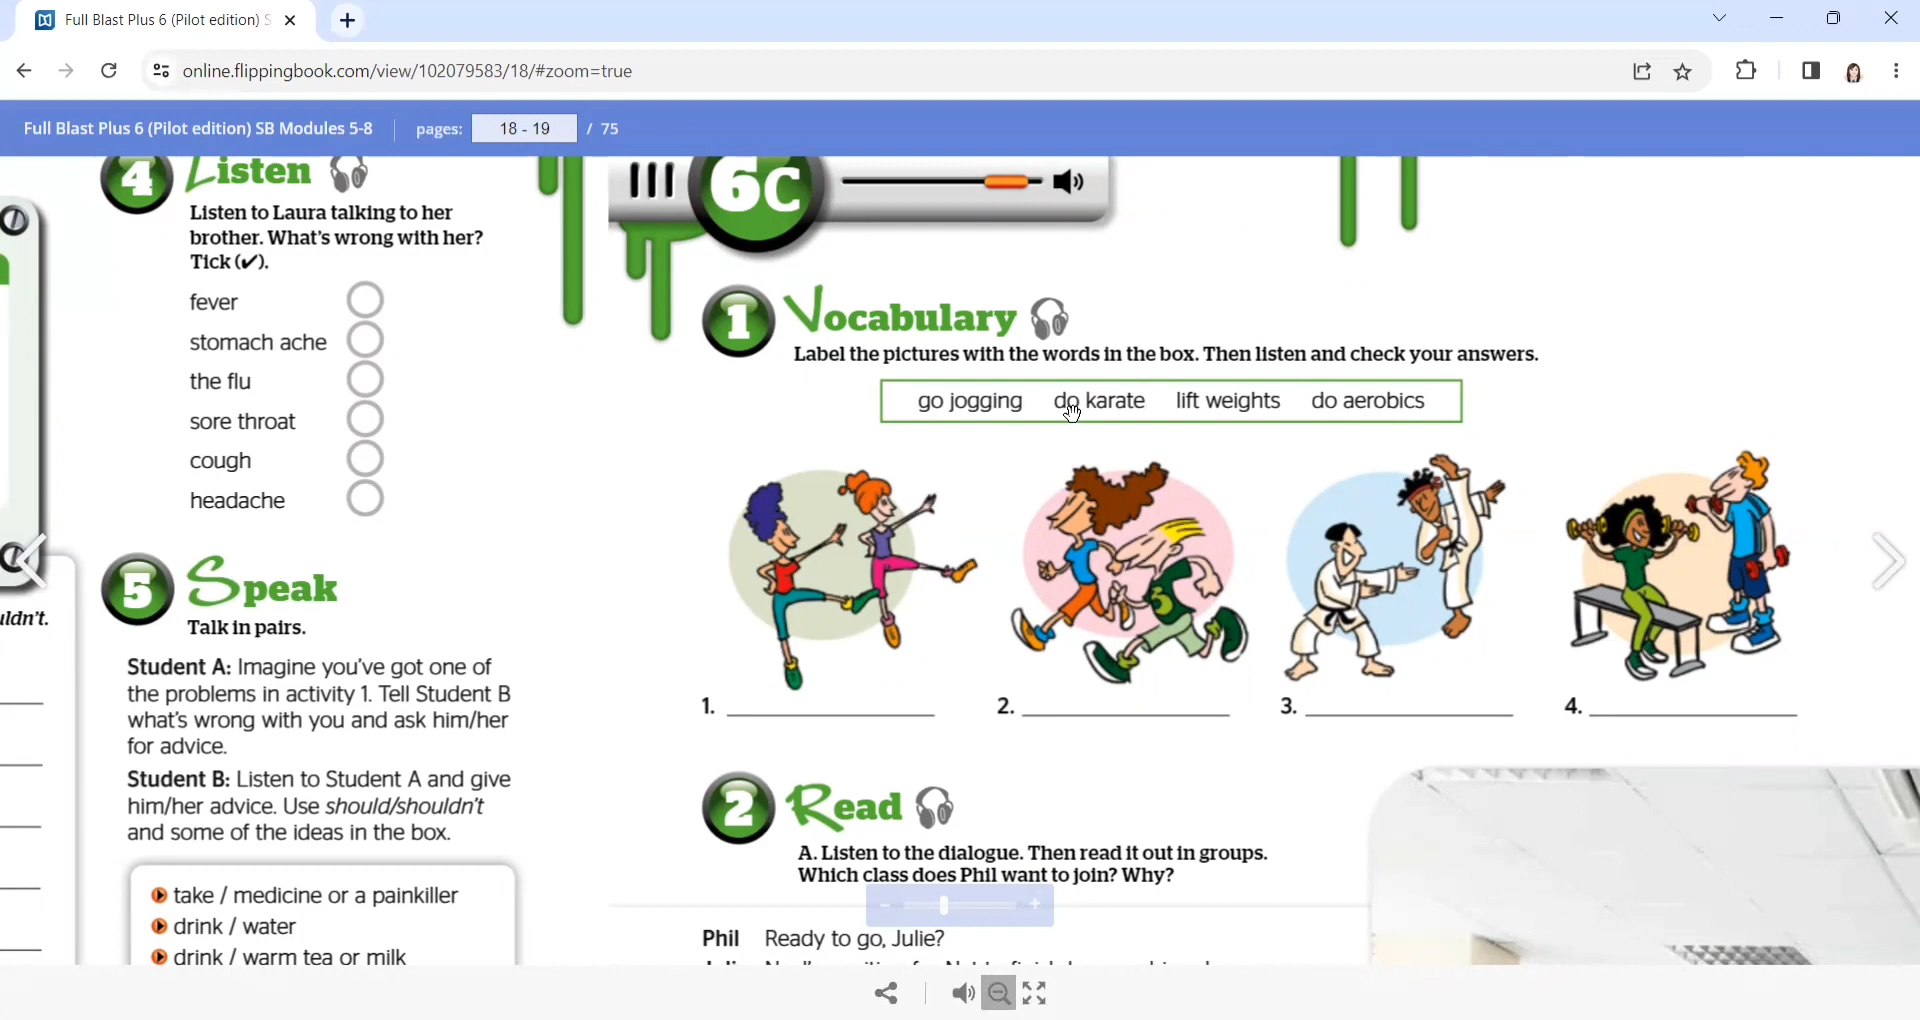 Full Blast Plus 6 (Pilot edition) S
online.flippingbook.com/view/102079583/18/#zoom=true
Full Blast Plus 6 (Pilot edition) SB Modules 5-8
pages: 18 - 19 / 75
4 Listen
Listen to Laura talking to her
brother. What's wrong with her?
Tick (✔).
fever
stomach ache
the flu
sore throat
cough
headache
uldn't.
5 Speak
Talk in pairs.
Student A: Imagine you've got one of
the problems in activity 1. Tell Student B
what's wrong with you and ask him/her
for advice.
Student B: Listen to Student A and give
him/her advice. Use should/shouldn't
and some of the ideas in the box.
take / medicine or a painkiller
drink / water
drink / warm tea or milk
6C
1 Vocabulary
Label the pictures with the words in the box. Then listen and check your answers.
go jogging do karate lift weights do aerobics
3
1. 2. 3. 4.
2 Read
A. Listen to the dialogue. Then read it out in groups.
Which class does Phil want to join? Why?
Phil Ready to go, Julie?